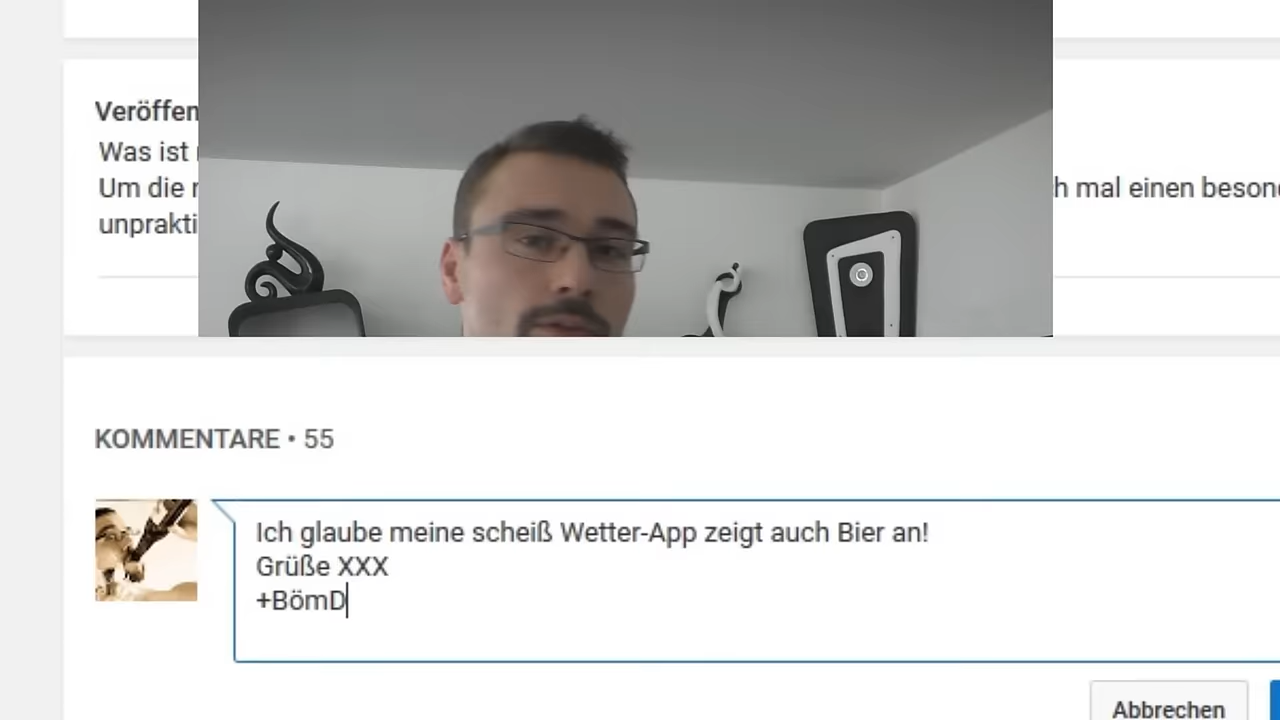 Veröffen
Was ist
Um die
h mal einen beson
unprakti
KOMMENTARE • 55
Ich glaube meine scheiß Wetter-App zeigt auch Bier an!
Grüße XXX
+BömD
Abbrechen